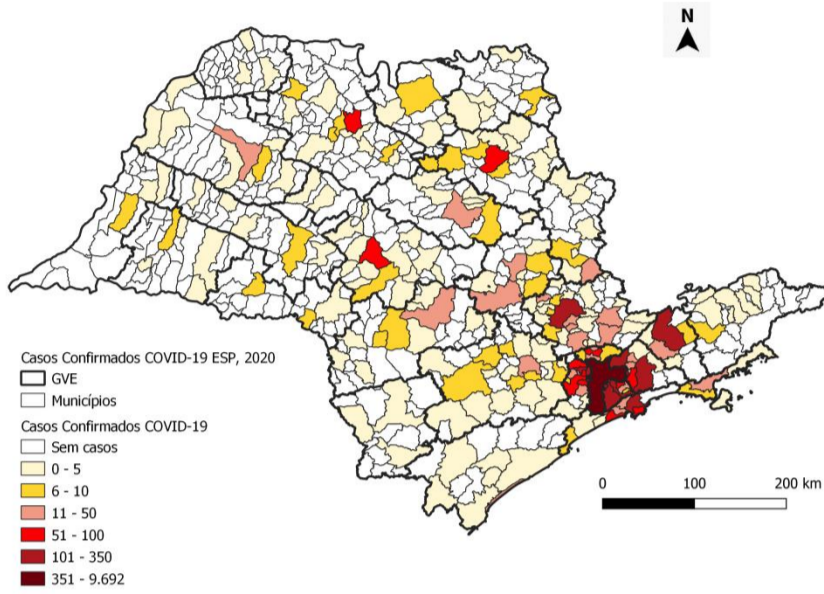 N
Casos Confirmados COVID-19 ESP, 2020
GVE
Municípios
Casos Confirmados COVID-19
Sem casos
0 - 5
6 - 10
11 - 50
51 - 100
101 - 350
351 - 9.692
0 100 200 km